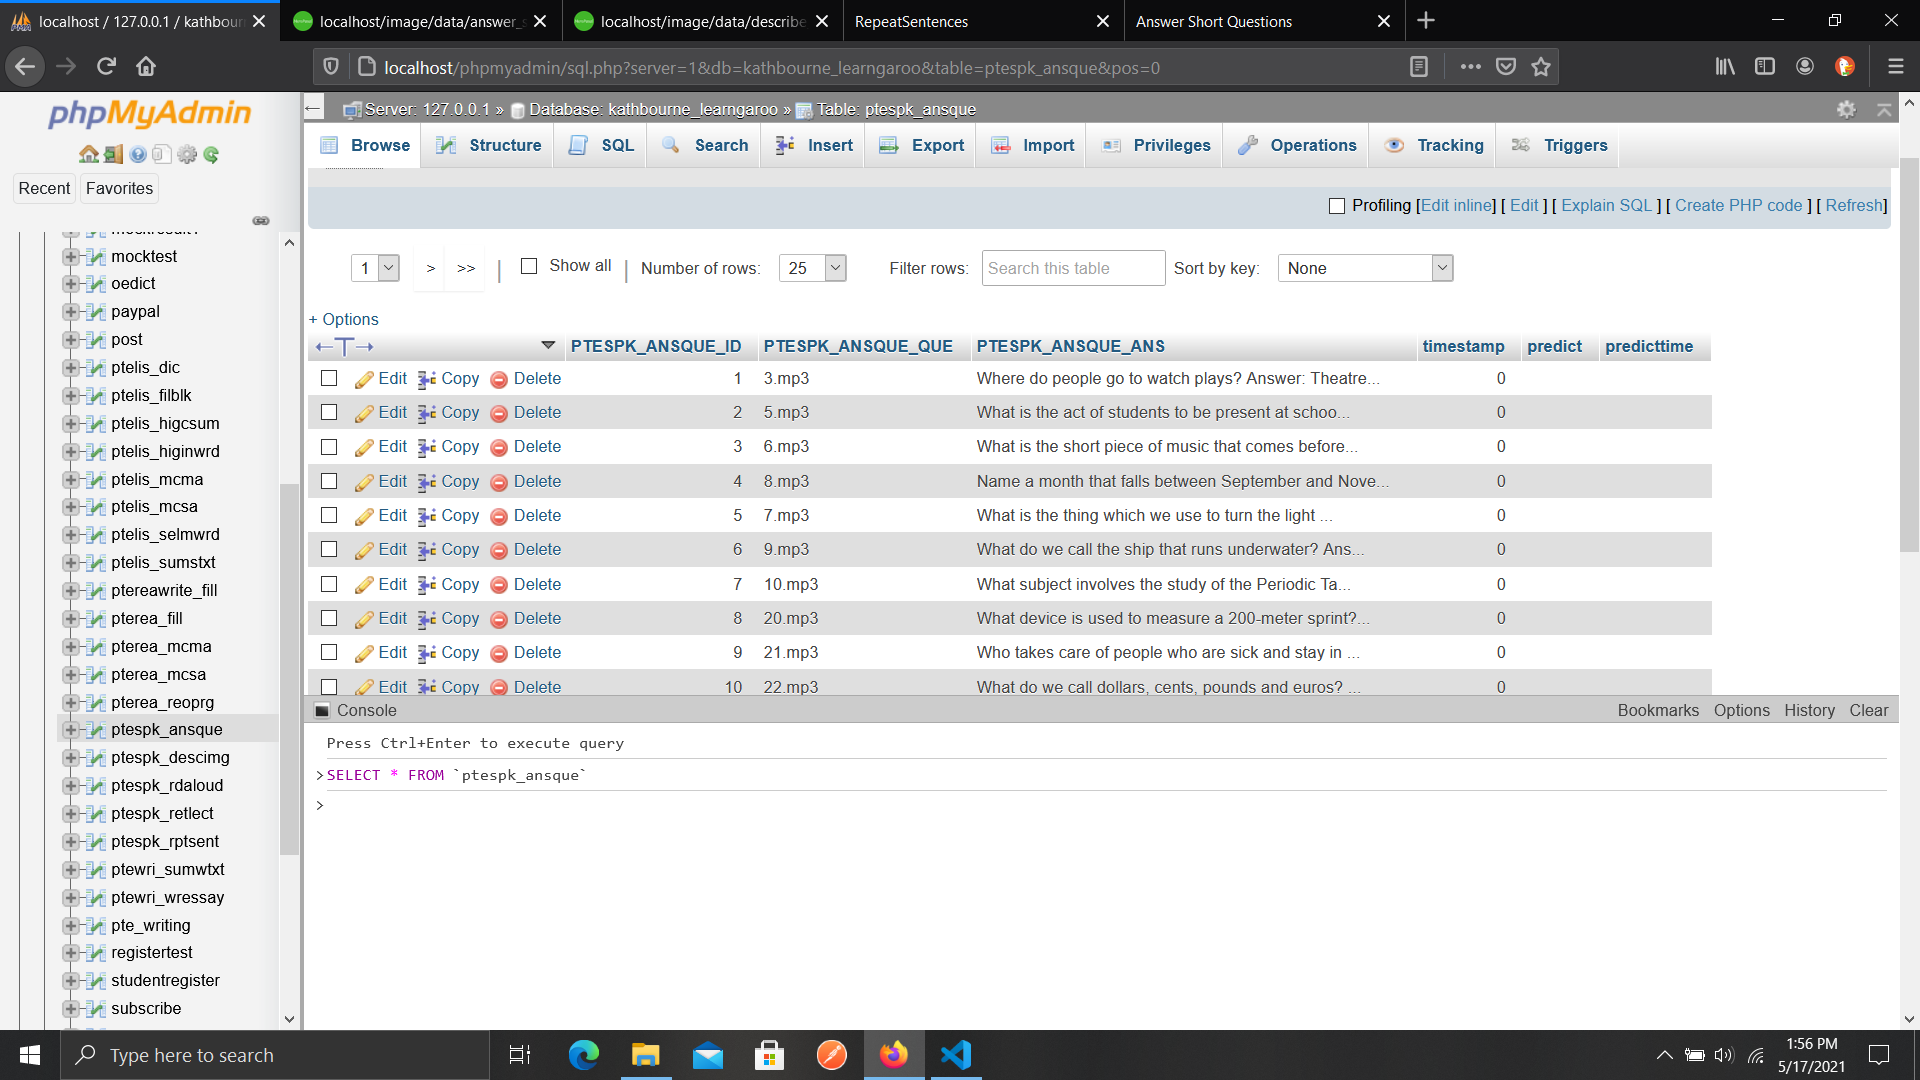 localhost / 127.0.0.1 / kathbourn
localhost/image/data/answer_s
localhost/image/data/describe
RepeatSentences
Answer Short Questions
localhost/phpmyadmin/sql.php?server=1&db=kathbourne_learngaroo&table=ptespk_ansque&pos=0
phpMyAdmin
Recent
Favorites
mocktest
oedict
paypal
post
ptelis_dic
ptelis_filblk
ptelis_higcsum
ptelis_higinwrd
ptelis_mcma
ptelis_mcsa
ptelis_selmwrd
ptelis_sumstxt
ptereawrite_fill
pterea_fill
pterea_mcma
pterea_mcsa
pterea_reoprg
ptespk_ansque
ptespk_descimg
ptespk_rdaloud
ptespk_retlect
ptespk_rptsent
ptewri_sumwtxt
ptewri_wressay
pte_writing
registertest
studentregister
subscribe
Server: 127.0.0.1 » Database: kathbourne_learngaroo » Table: ptespk_ansque
Browse Structure SQL Search Insert Export Import Privileges Operations Tracking Triggers
Profiling [Edit inline] [ Edit ] [ Explain SQL ] [ Create PHP code ] [ Refresh]
1 > >> | Show all | Number of rows: 25 Filter rows: Search this table Sort by key: None
+ Options
←T→ PTESPK_ANSQUE_ID PTESPK_ANSQUE_QUE PTESPK_ANSQUE_ANS timestamp predict predicttime
Edit Copy Delete 1 3.mp3 Where do people go to watch plays? Answer: Theatre... 0
Edit Copy Delete 2 5.mp3 What is the act of students to be present at schoo... 0
Edit Copy Delete 3 6.mp3 What is the short piece of music that comes before... 0
Edit Copy Delete 4 8.mp3 Name a month that falls between September and Nove... 0
Edit Copy Delete 5 7.mp3 What is the thing which we use to turn the light ... 0
Edit Copy Delete 6 9.mp3 What do we call the ship that runs underwater? Ans... 0
Edit Copy Delete 7 10.mp3 What subject involves the study of the Periodic Ta... 0
Edit Copy Delete 8 20.mp3 What device is used to measure a 200-meter sprint?... 0
Edit Copy Delete 9 21.mp3 Who takes care of people who are sick and stay in ... 0
Edit Copy Delete 10 22.mp3 What do we call dollars, cents, pounds and euros? ... 0
Console Bookmarks Options History Clear
Press Ctrl+Enter to execute query
>SELECT * FROM `ptespk_ansque`
>
Type here to search
1:56 PM
5/17/2021